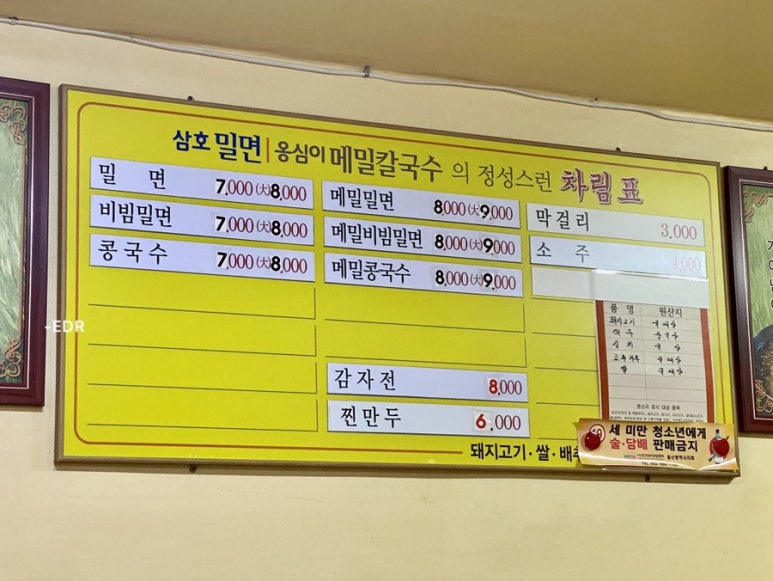 삼호 밀면 | 옹심이 메밀칼국수 의 정성스런 차림표
밀 면 7,000 (大)8,000
비빔밀면 7,000 (大)8,000
콩국수 7,000 (大)8,000
메밀밀면 8,000 (大)9,000
메밀비빔밀면 8,000 (大)9,000
메밀콩국수 8,000 (大)9,000
감자전 8,000
찐만두 6,000
막걸리 3,000
소 주 4,000
품 명 원산지
돼지고기 국내산
쌀 국내산
돼지고기·쌀·배추
세 미만 청소년에게
술·담배 판매금지
-EDR